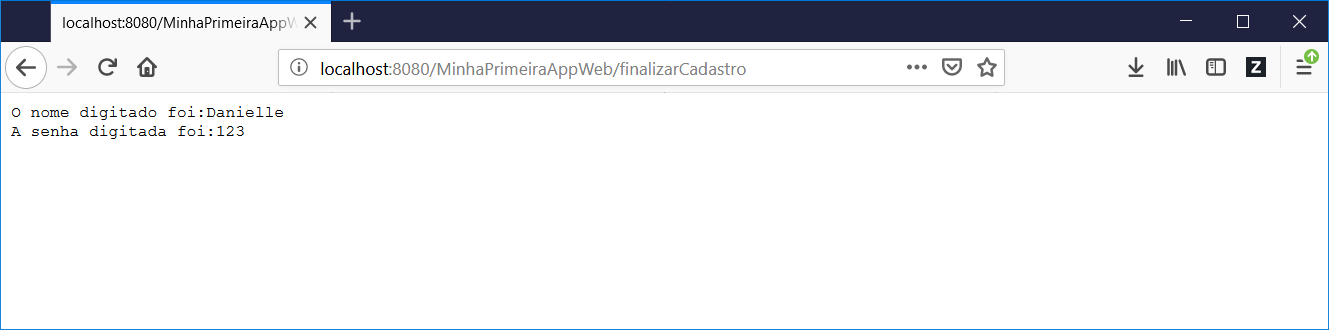 localhost:8080/MinhaPrimeiraAppW
localhost:8080/MinhaPrimeiraAppWeb/finalizarCadastro
Z
O nome digitado foi:Danielle
A senha digitada foi:123